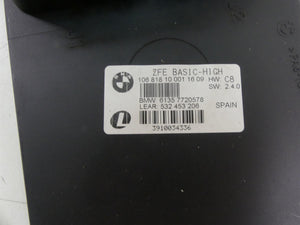 ZFE BASIC-HIGH
106 818 10 001 16 09 HW: C8
SW: 2.4.0
BMW: 6135 7720578
LEAR: 532 453 206 SPAIN
3910034336